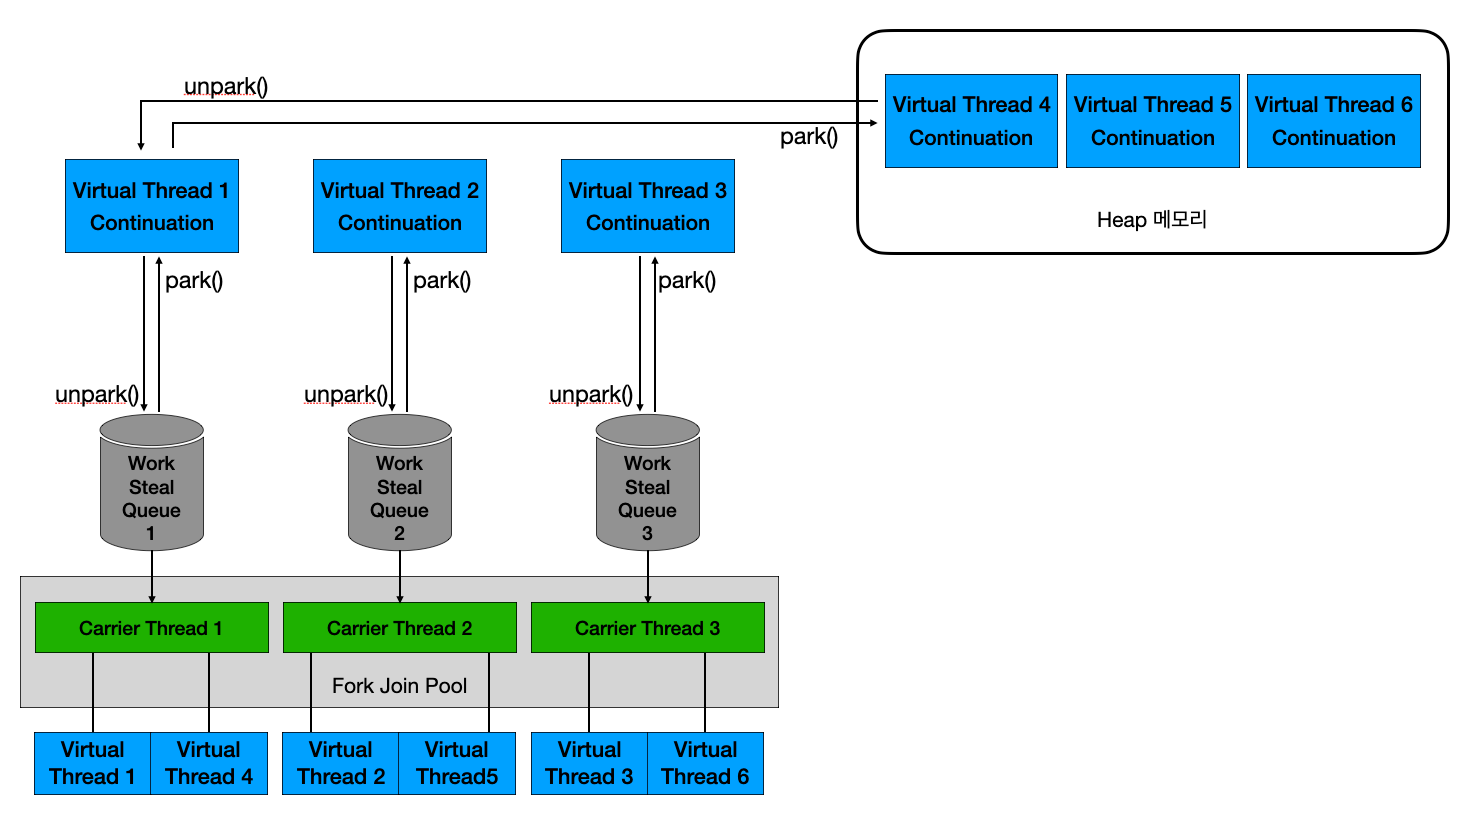 unpark()
park()
Virtual Thread 4
Continuation
Virtual Thread 5
Continuation
Virtual Thread 6
Continuation
Heap 메모리
Virtual Thread 1
Continuation
Virtual Thread 2
Continuation
Virtual Thread 3
Continuation
park()
park()
park()
unpark()
unpark()
unpark()
Work
Steal
Queue
1
Work
Steal
Queue
2
Work
Steal
Queue
3
Carrier Thread 1
Carrier Thread 2
Carrier Thread 3
Fork Join Pool
Virtual
Thread 1
Virtual
Thread 4
Virtual
Thread 2
Virtual
Thread5
Virtual
Thread 3
Virtual
Thread 6